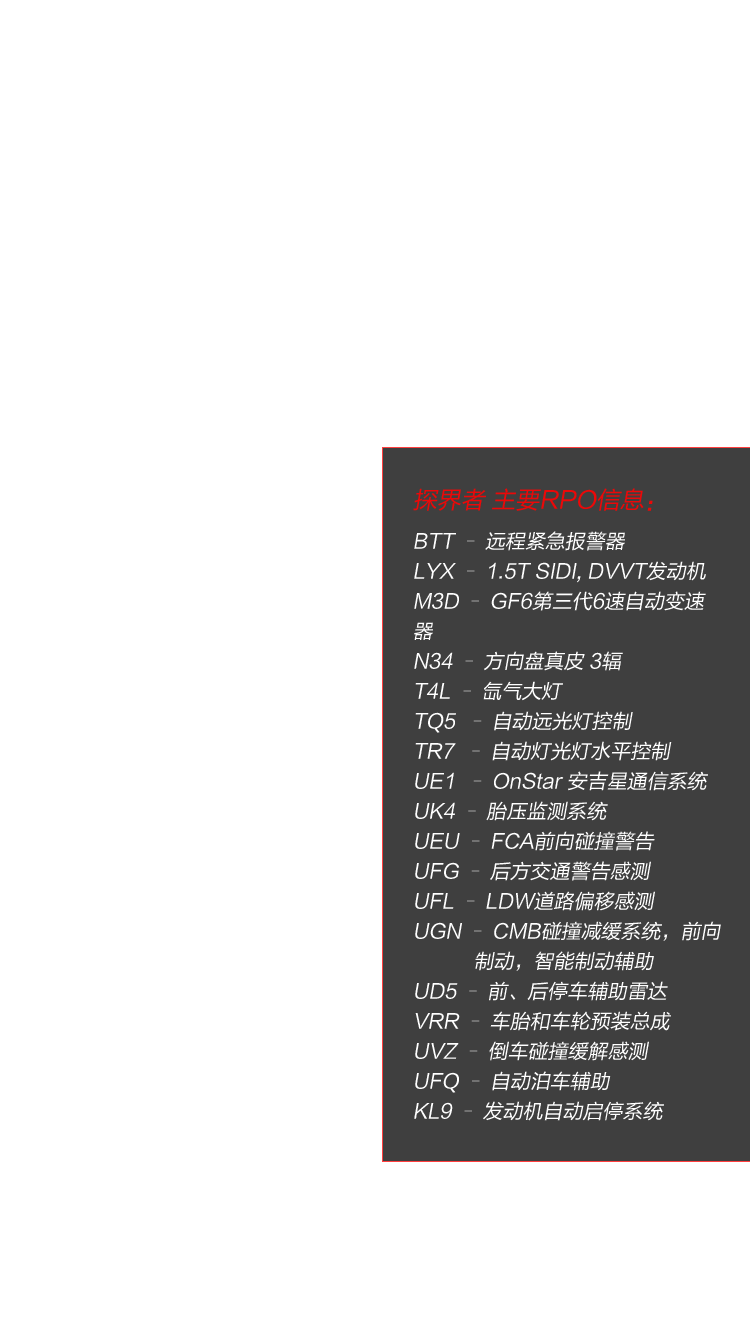 探界者 主要RPO信息：
BTT - 远程紧急报警器
LYX - 1.5T SIDI, DVVT发动机
M3D - GF6第三代6速自动变速
器
N34 - 方向盘真皮 3辐
T4L - 氙气大灯
TQ5 - 自动远光灯控制
TR7 - 自动灯光灯水平控制
UE1 - OnStar 安吉星通信系统
UK4 - 胎压监测系统
UEU - FCA前向碰撞警告
UFG - 后方交通警告感测
UFL - LDW道路偏移感测
UGN - CMB碰撞减缓系统，前向
制动，智能制动辅助
UD5 - 前、后停车辅助雷达
VRR - 车胎和车轮预装总成
UVZ - 倒车碰撞缓解感测
UFQ - 自动泊车辅助
KL9 - 发动机自动启停系统